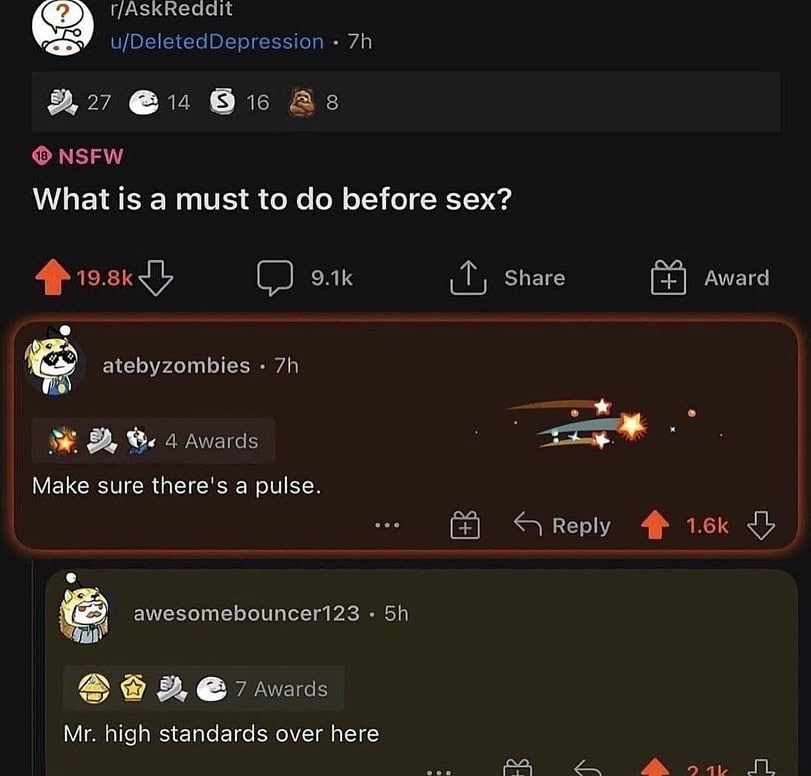 r/AskReddit
u/DeletedDepression • 7h
27 14 S 16 8
18 NSFW
What is a must to do before sex?
19.8k 9.1k Share Award
atebyzombies • 7h
4 Awards
Make sure there's a pulse.
... Reply 1.6k
awesomebouncer123 • 5h
7 Awards
Mr. high standards over here
... 2.1k